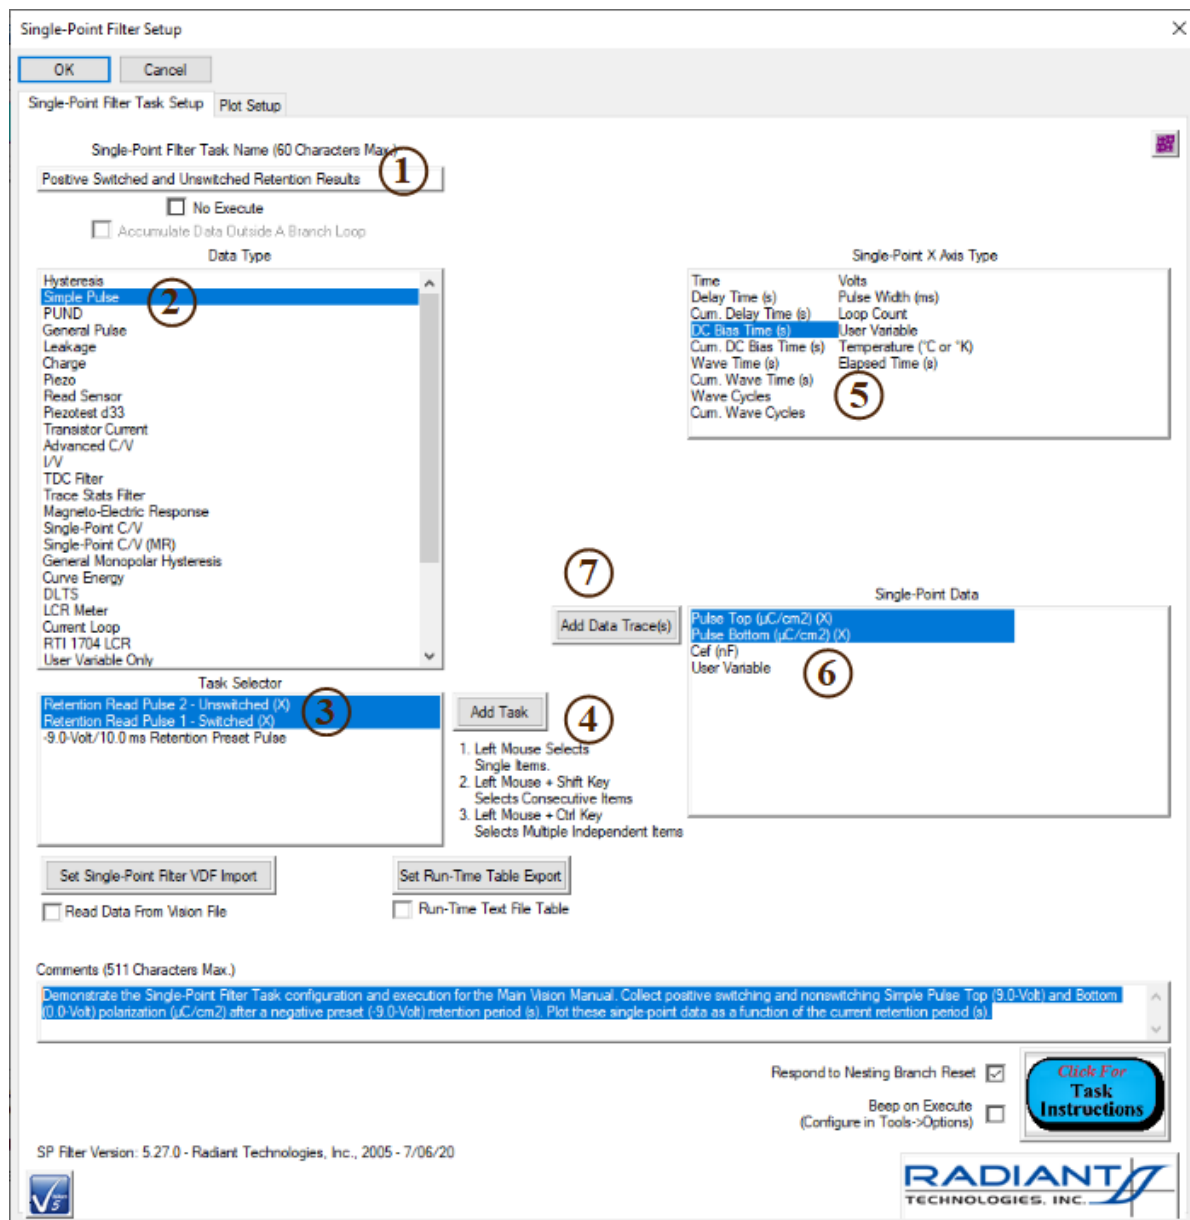 Single-Point Filter Setup
OK
Cancel
Single-Point Filter Task Setup
Plot Setup
Single-Point Filter Task Name (60 Characters Max.)
1
Positive Switched and Unswitched Retention Results
No Execute
Accumulate Data Outside A Branch Loop
Data Type
Hysteresis
Simple Pulse
2
PUND
General Pulse
Leakage
Charge
Piezo
Read Sensor
Piezotest d33
Transistor Current
Advanced C/V
I/V
TDC Filter
Trace Stats Filter
Magneto-Electric Response
Single-Point C/V
Single-Point C/V (MR)
General Monopolar Hysteresis
Curve Energy
DLTS
LCR Meter
Current Loop
RTI 1704 LCR
User Variable Only
Single-Point X Axis Type
Time
Delay Time (s)
Cum. Delay Time (s)
DC Bias Time (s)
Cum. DC Bias Time (s)
Wave Time (s)
Cum. Wave Time (s)
Wave Cycles
Cum. Wave Cycles
Volts
Pulse Width (ms)
Loop Count
User Variable
Temperature (°C or °K)
Elapsed Time (s)
5
7
Add Data Trace(s)
Single-Point Data
Pulse Top (µC/cm2) (X)
Pulse Bottom (µC/cm2) (X)
Cef (nF)
User Variable
6
Task Selector
Retention Read Pulse 2 - Unswitched (X)
Retention Read Pulse 1 - Switched (X)
-9.0-Volt/10.0 ms Retention Preset Pulse
3
Add Task
4
1. Left Mouse Selects
Single Items.
2. Left Mouse + Shift Key
Selects Consecutive Items
3. Left Mouse + Ctrl Key
Selects Multiple Independent Items
Set Single-Point Filter VDF Import
Set Run-Time Table Export
Read Data From Vision File
Run-Time Text File Table
Comments (511 Characters Max.)
Demonstrate the Single-Point Filter Task configuration and execution for the Main Vision Manual. Collect positive switching and nonswitching Simple Pulse Top (9.0-Volt) and Bottom
(0.0-Volt) polarization (µC/cm2) after a negative preset (-9.0-Volt) retention period (s). Plot these single-point data as a function of the current retention period (s).
Respond to Nesting Branch Reset
Beep on Execute
(Configure in Tools->Options)
Click For
Task
Instructions
SP Filter Version: 5.27.0 - Radiant Technologies, Inc., 2005 - 7/06/20
RADIANT
TECHNOLOGIES, INC.